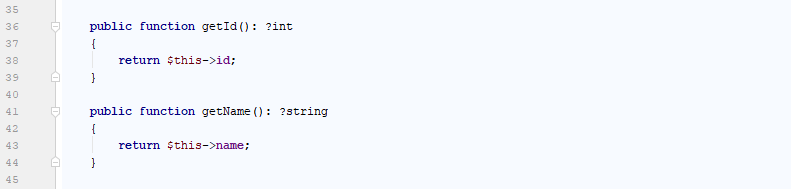 35
36 public function getId(): ?int
37 {
38 return $this->id;
39 }
40
41 public function getName(): ?string
42 {
43 return $this->name;
44 }
45